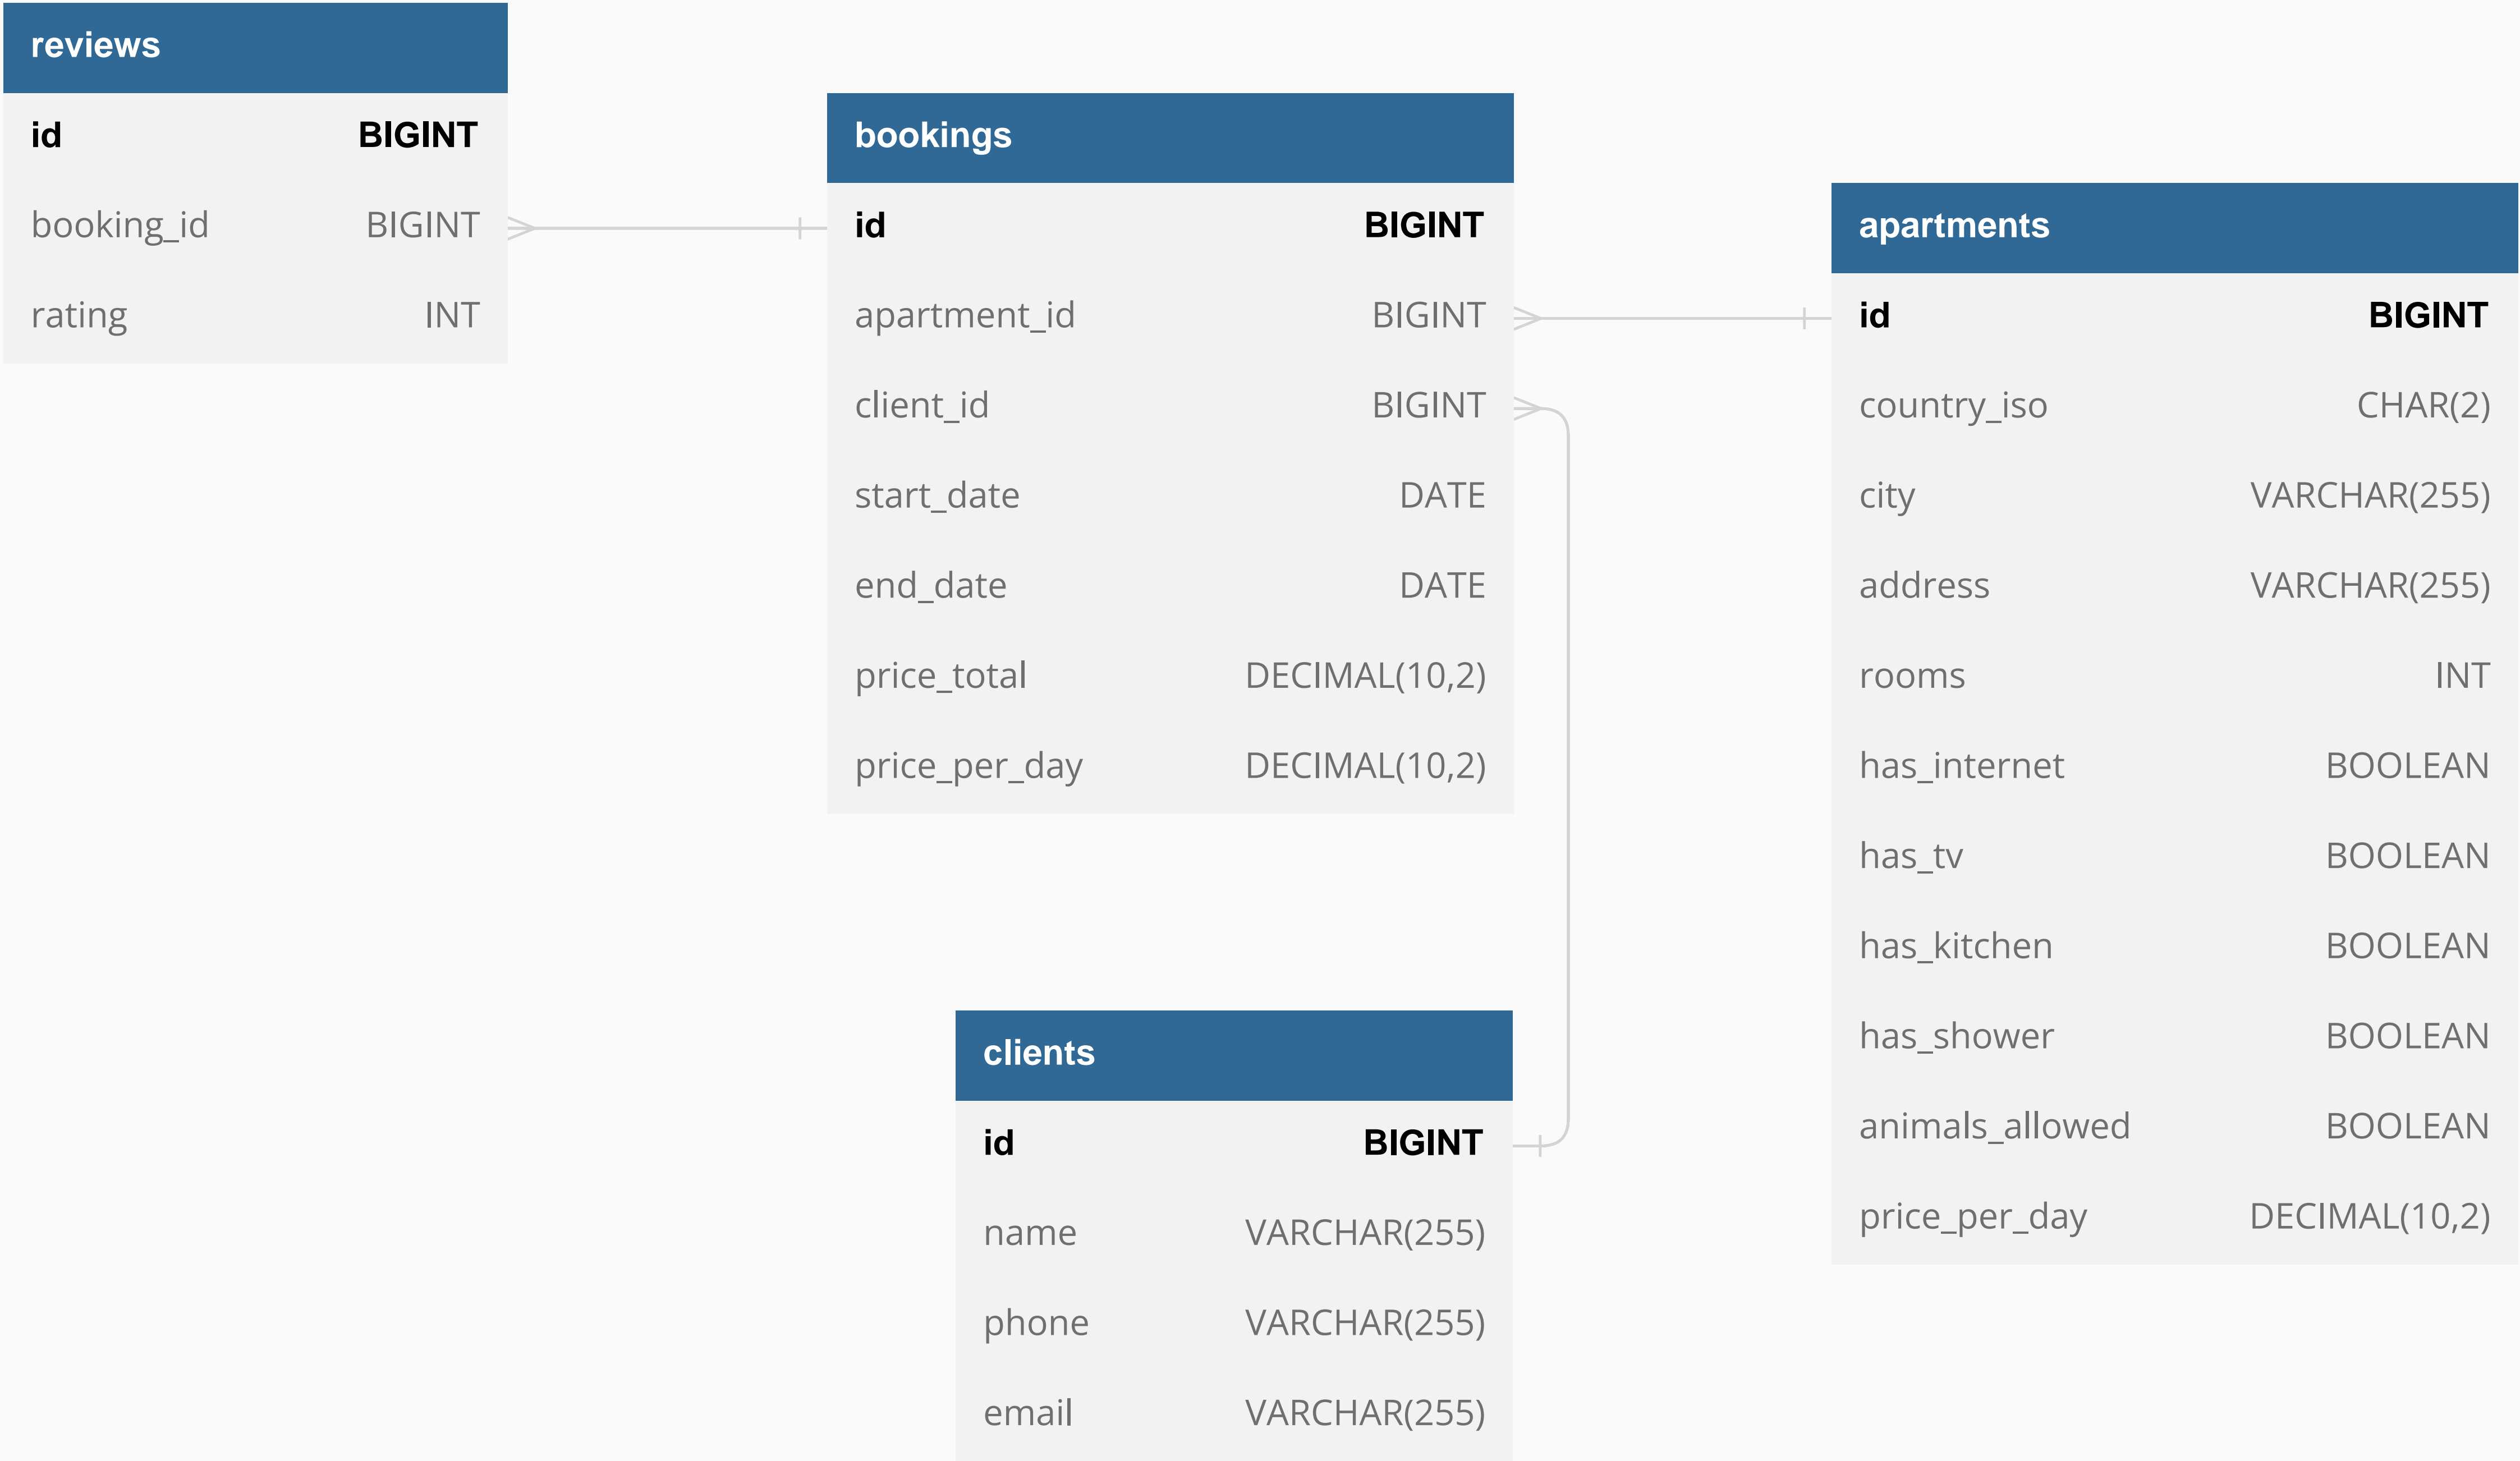 reviews
id BIGINT
booking_id BIGINT
rating INT
bookings
id BIGINT
apartment_id BIGINT
client_id BIGINT
start_date DATE
end_date DATE
price_total DECIMAL(10,2)
price_per_day DECIMAL(10,2)
apartments
id BIGINT
country_iso CHAR(2)
city VARCHAR(255)
address VARCHAR(255)
rooms INT
has_internet BOOLEAN
has_tv BOOLEAN
has_kitchen BOOLEAN
has_shower BOOLEAN
animals_allowed BOOLEAN
price_per_day DECIMAL(10,2)
clients
id BIGINT
name VARCHAR(255)
phone VARCHAR(255)
email VARCHAR(255)